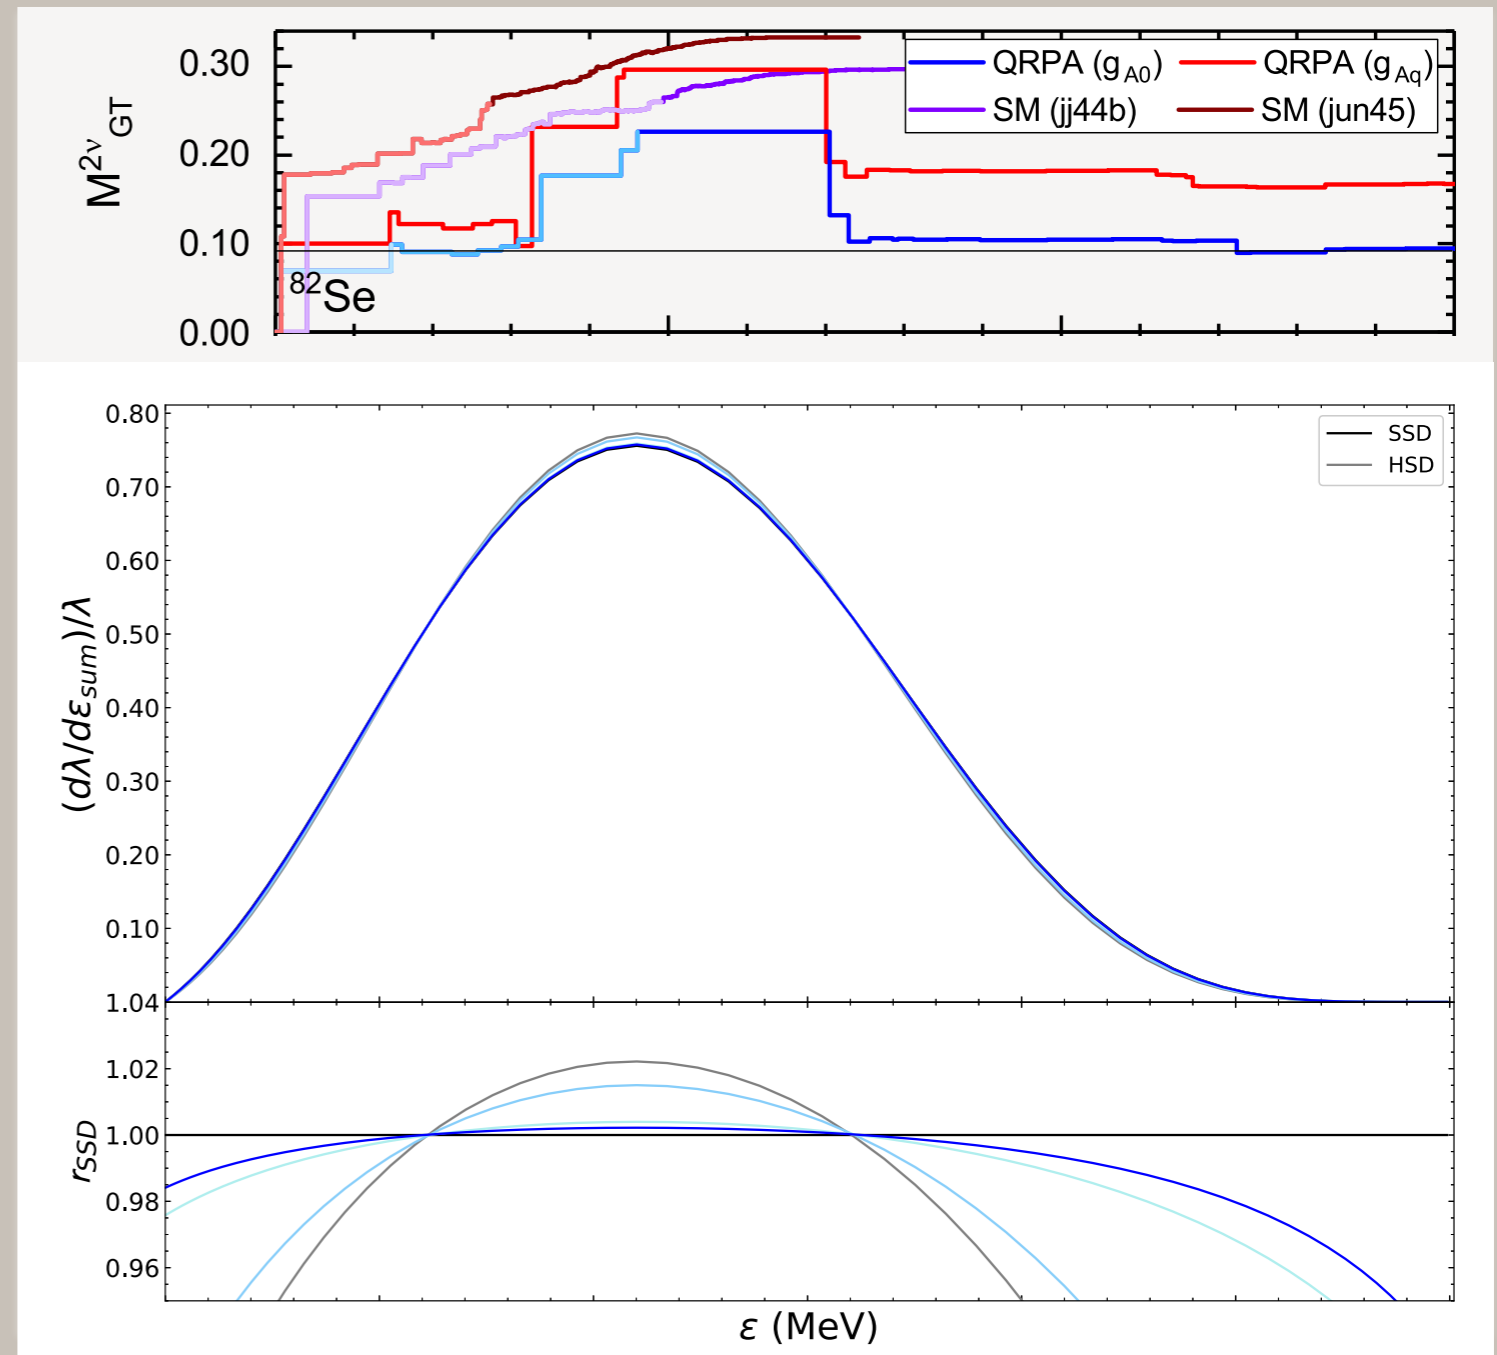 0.30
0.20
0.10
0.00
M²ᵛGT
QRPA (gA0) QRPA (gAq)
SM (jj44b) SM (jun45)
⁸²Se
0.80
0.70
0.60
0.50
0.40
0.30
0.20
0.10
(dλ/dεsum)/λ
SSD
HSD
1.04
1.02
1.00
0.98
0.96
rSSD
ε (MeV)